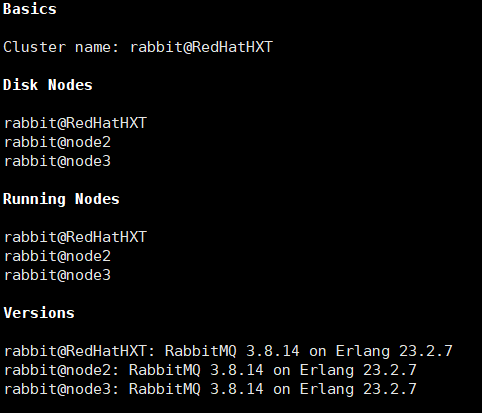 Basics
Cluster name: rabbit@RedHatHXT
Disk Nodes
rabbit@RedHatHXT
rabbit@node2
rabbit@node3
Running Nodes
rabbit@RedHatHXT
rabbit@node2
rabbit@node3
Versions
rabbit@RedHatHXT: RabbitMQ 3.8.14 on Erlang 23.2.7
rabbit@node2: RabbitMQ 3.8.14 on Erlang 23.2.7
rabbit@node3: RabbitMQ 3.8.14 on Erlang 23.2.7